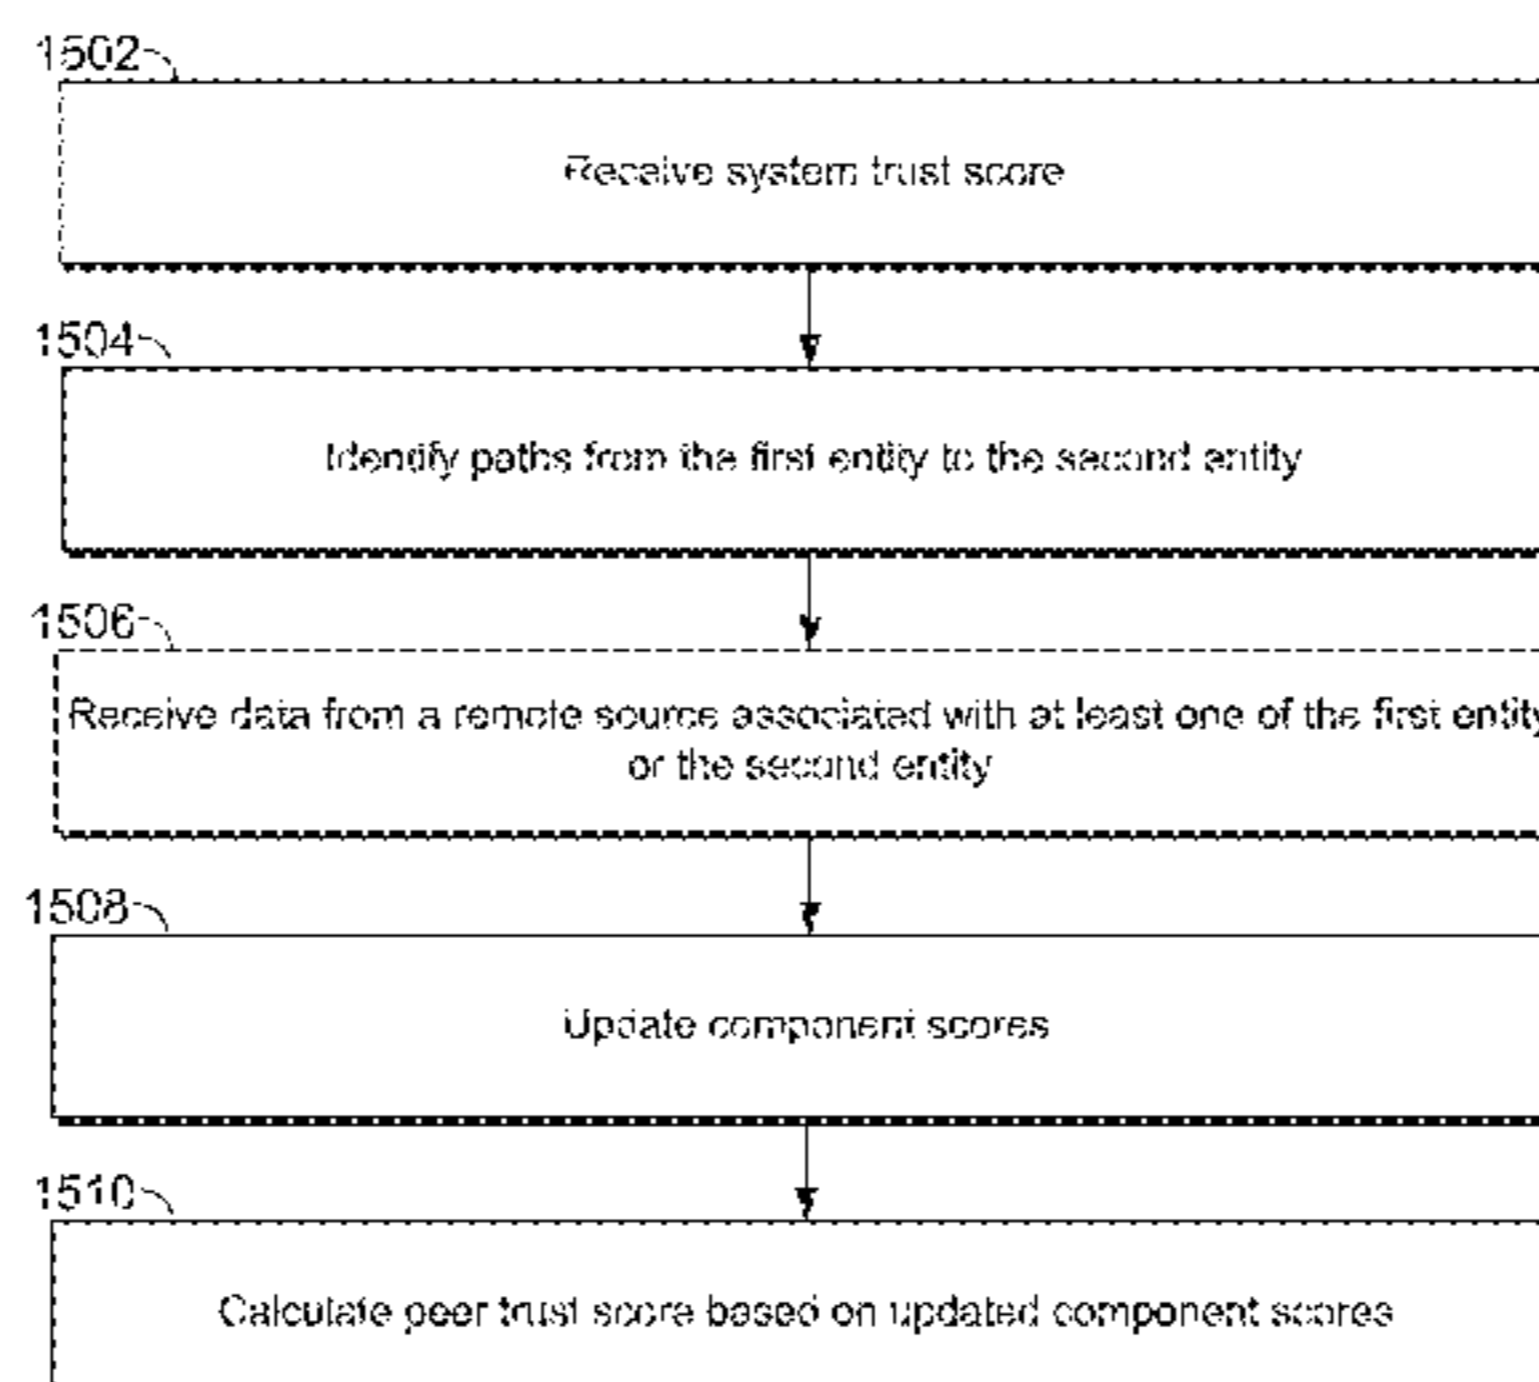 1502
Receive system trust score
1504
Identify paths from the first entity to the second entity
1506
Receive data from a remote source associated with at least one of the first entity
or the second entity
1508
Update component scores
1510
Calculate peer trust score based on updated component scores